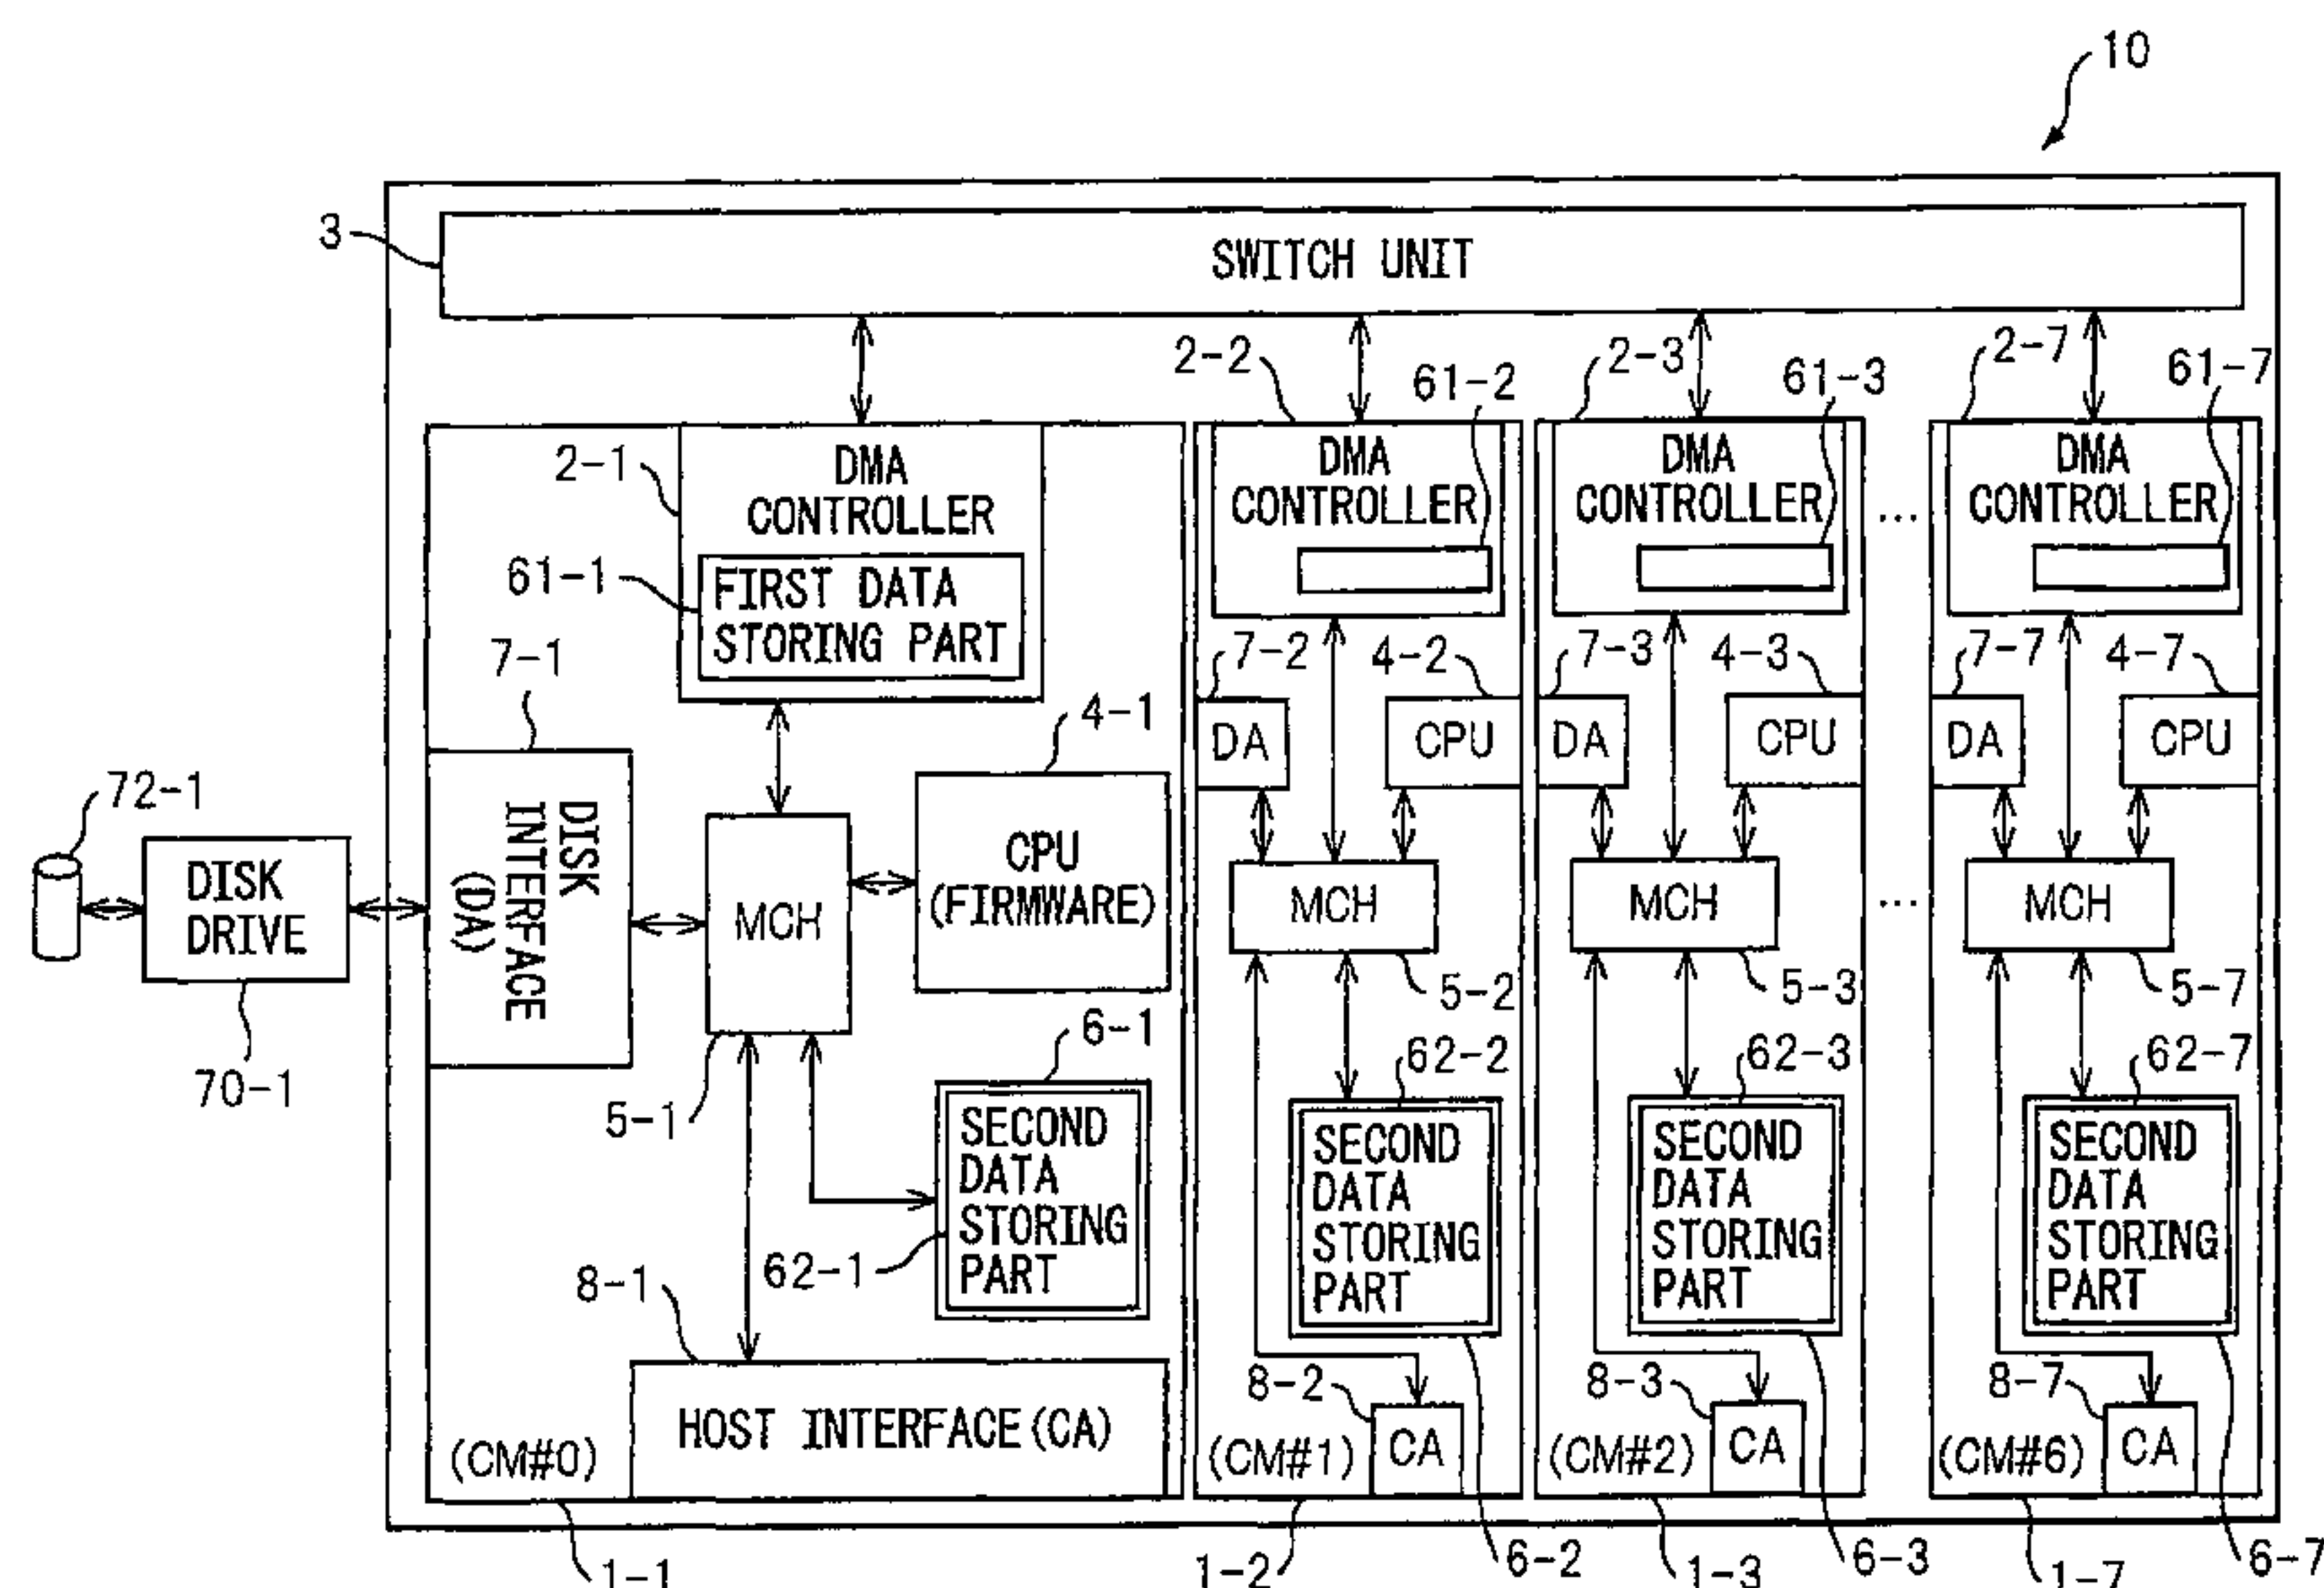 10
3
SWITCH UNIT
2-2
2-3
2-7
61-2
61-3
61-7
2-1
DMA
CONTROLLER
DMA
CONTROLLER
DMA
CONTROLLER
...
DMA
CONTROLLER
61-1
FIRST DATA
STORING PART
7-1
7-2
4-2
7-3
4-3
7-7
4-7
4-1
DA
CPU
DA
CPU
DA
CPU
72-1
DISK
DRIVE
DISK
INTERFACE
(DA)
MCH
CPU
(FIRMWARE)
MCH
MCH
...
MCH
70-1
5-1
6-1
5-2
5-3
5-7
62-2
62-3
62-7
SECOND
DATA
STORING
PART
62-1
SECOND
DATA
STORING
PART
SECOND
DATA
STORING
PART
SECOND
DATA
STORING
PART
8-1
8-2
8-3
8-7
(CM#0)
HOST INTERFACE(CA)
(CM#1)
CA
(CM#2)
CA
(CM#6)
CA
1-1
1-2
6-2
1-3
6-3
1-7
6-7